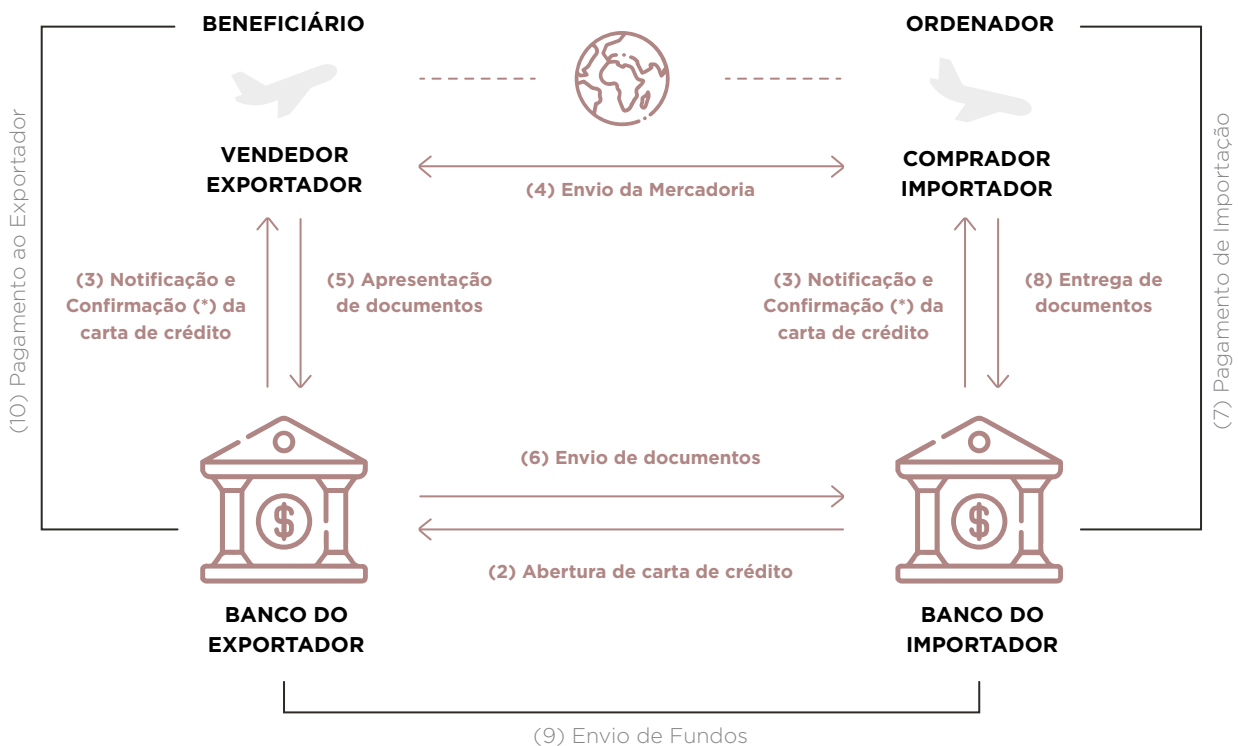 BENEFICIÁRIO
ORDENADOR
VENDEDOR
EXPORTADOR
COMPRADOR
IMPORTADOR
(4) Envio da Mercadoria
(10) Pagamento ao Exportador
(7) Pagamento de Importação
(3) Notificação e
Confirmação (*) da
carta de crédito
(5) Apresentação
de documentos
(3) Notificação e
Confirmação (*) da
carta de crédito
(8) Entrega de
documentos
(6) Envio de documentos
$
$
(2) Abertura de carta de crédito
BANCO DO
EXPORTADOR
BANCO DO
IMPORTADOR
(9) Envio de Fundos